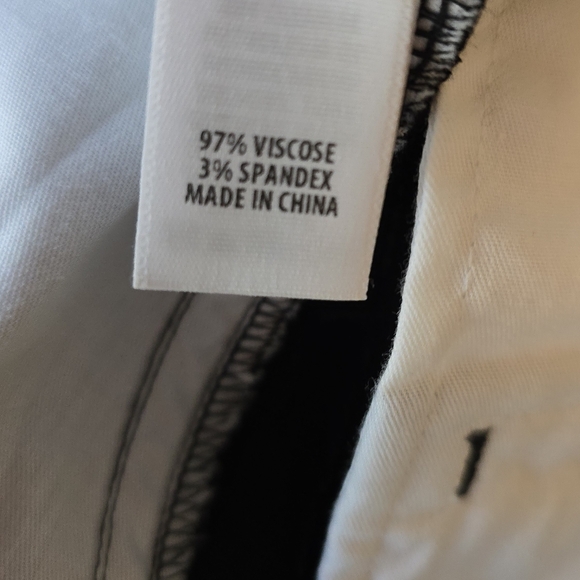 97% VISCOSE
3% SPANDEX
MADE IN CHINA